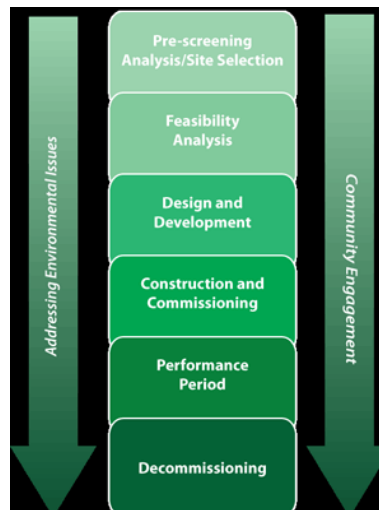 Addressing Environmental Issues
Pre-screening
Analysis/Site Selection
Feasibility
Analysis
Design and
Development
Construction and
Commissioning
Performance
Period
Decommissioning
Community Engagement